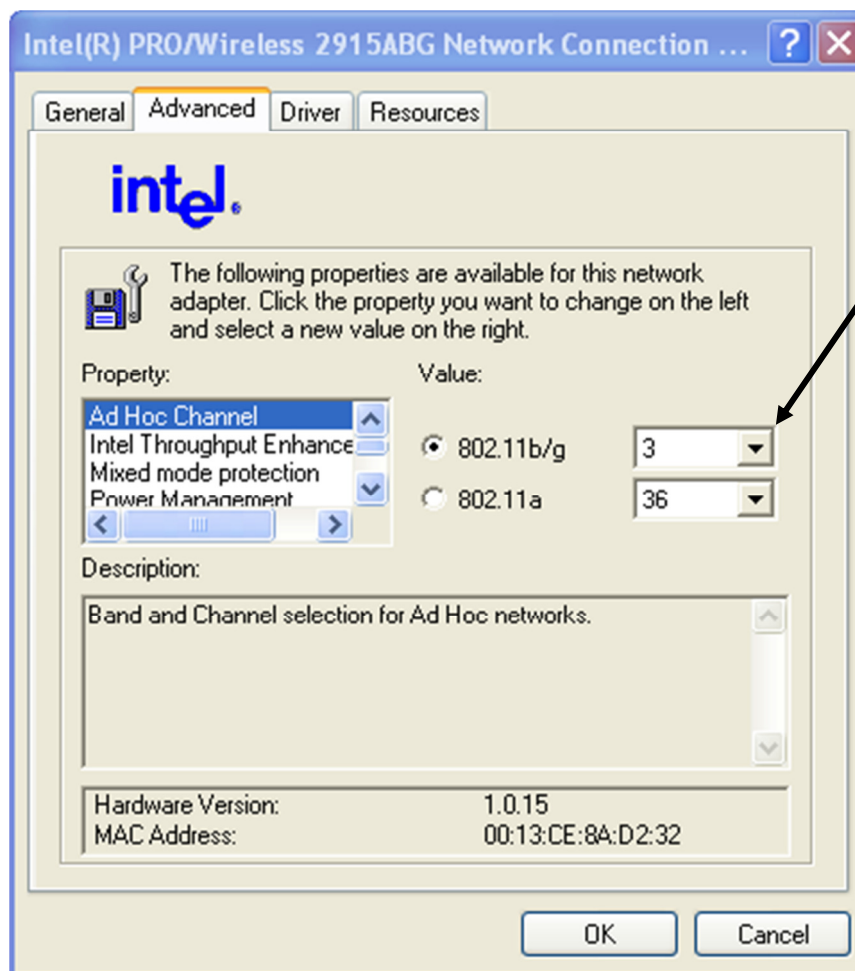 Intel(R) PRO/Wireless 2915ABG Network Connection ...
General Advanced Driver Resources
intel.
The following properties are available for this network
adapter. Click the property you want to change on the left
and select a new value on the right.
Property:
Value:
Ad Hoc Channel
Intel Throughput Enhance
Mixed mode protection
Power Management
802.11b/g 3
802.11a 36
Description:
Band and Channel selection for Ad Hoc networks.
Hardware Version: 1.0.15
MAC Address: 00:13:CE:8A:D2:32
OK Cancel